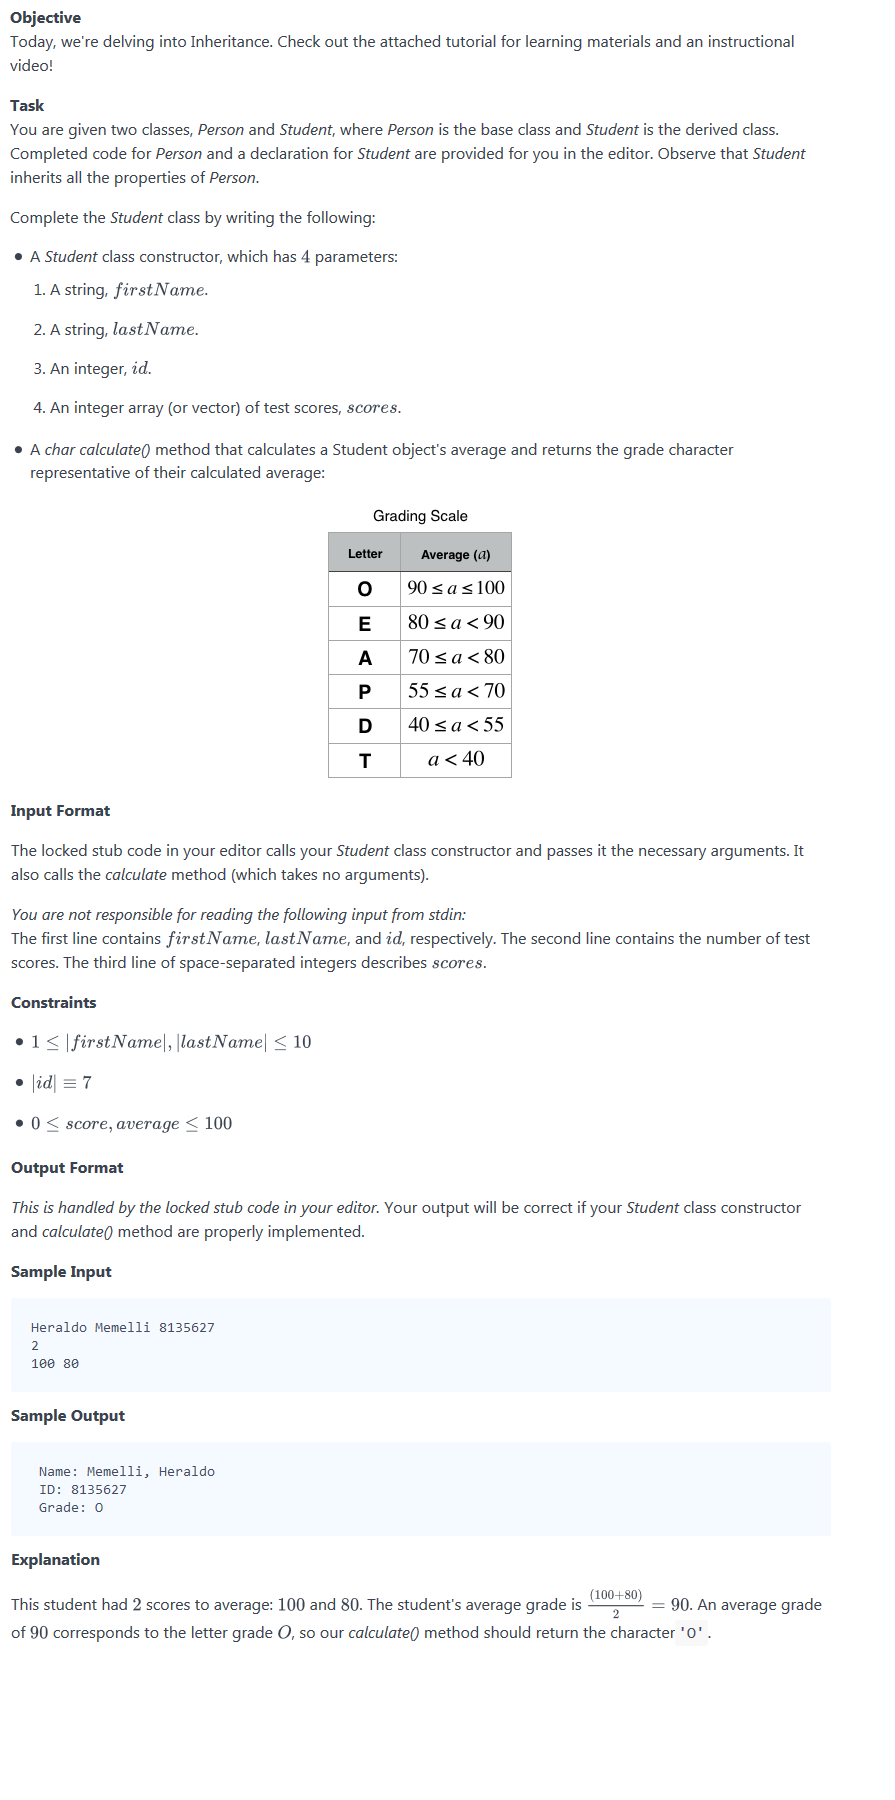 Objective
Today, we're delving into Inheritance. Check out the attached tutorial for learning materials and an instructional
video!
Task
You are given two classes, Person and Student, where Person is the base class and Student is the derived class.
Completed code for Person and a declaration for Student are provided for you in the editor. Observe that Student
inherits all the properties of Person.
Complete the Student class by writing the following:
• A Student class constructor, which has 4 parameters:
1. A string, firstName.
2. A string, lastName.
3. An integer, id.
4. An integer array (or vector) of test scores, scores.
• A char calculate() method that calculates a Student object's average and returns the grade character
representative of their calculated average:
Grading Scale
Letter Average (a)
O 90 ≤ a ≤ 100
E 80 ≤ a < 90
A 70 ≤ a < 80
P 55 ≤ a < 70
D 40 ≤ a < 55
T a < 40
Input Format
The locked stub code in your editor calls your Student class constructor and passes it the necessary arguments. It
also calls the calculate method (which takes no arguments).
You are not responsible for reading the following input from stdin:
The first line contains firstName, lastName, and id, respectively. The second line contains the number of test
scores. The third line of space-separated integers describes scores.
Constraints
• 1 ≤ |firstName|, |lastName| ≤ 10
• |id| ≡ 7
• 0 ≤ score, average ≤ 100
Output Format
This is handled by the locked stub code in your editor. Your output will be correct if your Student class constructor
and calculate() method are properly implemented.
Sample Input
Heraldo Memelli 8135627
2
100 80
Sample Output
Name: Memelli, Heraldo
ID: 8135627
Grade: O
Explanation
This student had 2 scores to average: 100 and 80. The student's average grade is (100+80)/2 = 90. An average grade
of 90 corresponds to the letter grade O, so our calculate() method should return the character 'O'.